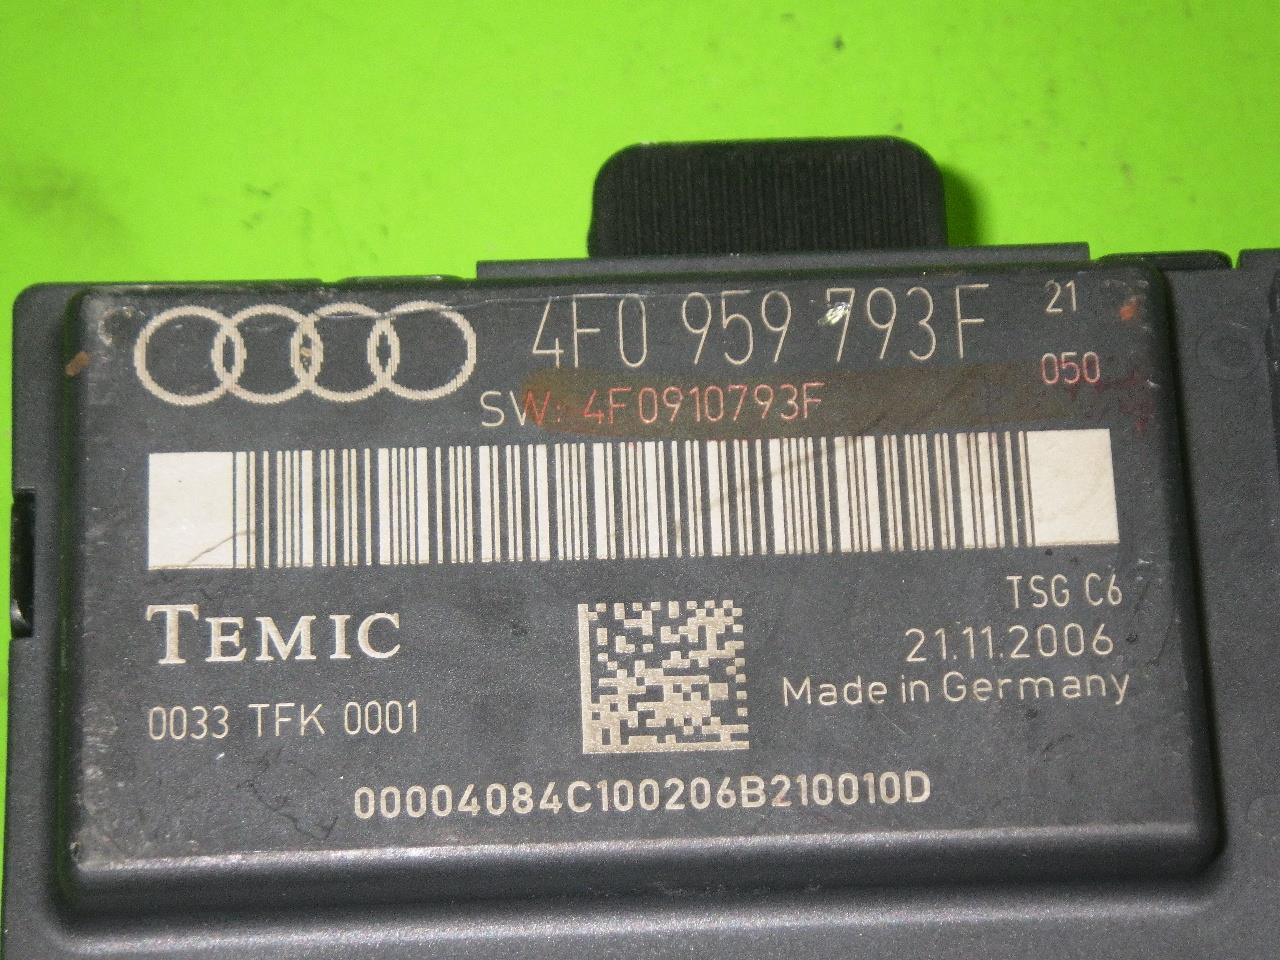 4F0 959 793 F 21
SW: 4F0910793F 050
TEMIC
TSG C6
21.11.2006
Made in Germany
0033 TFK 0001
00004084C100206B210010D